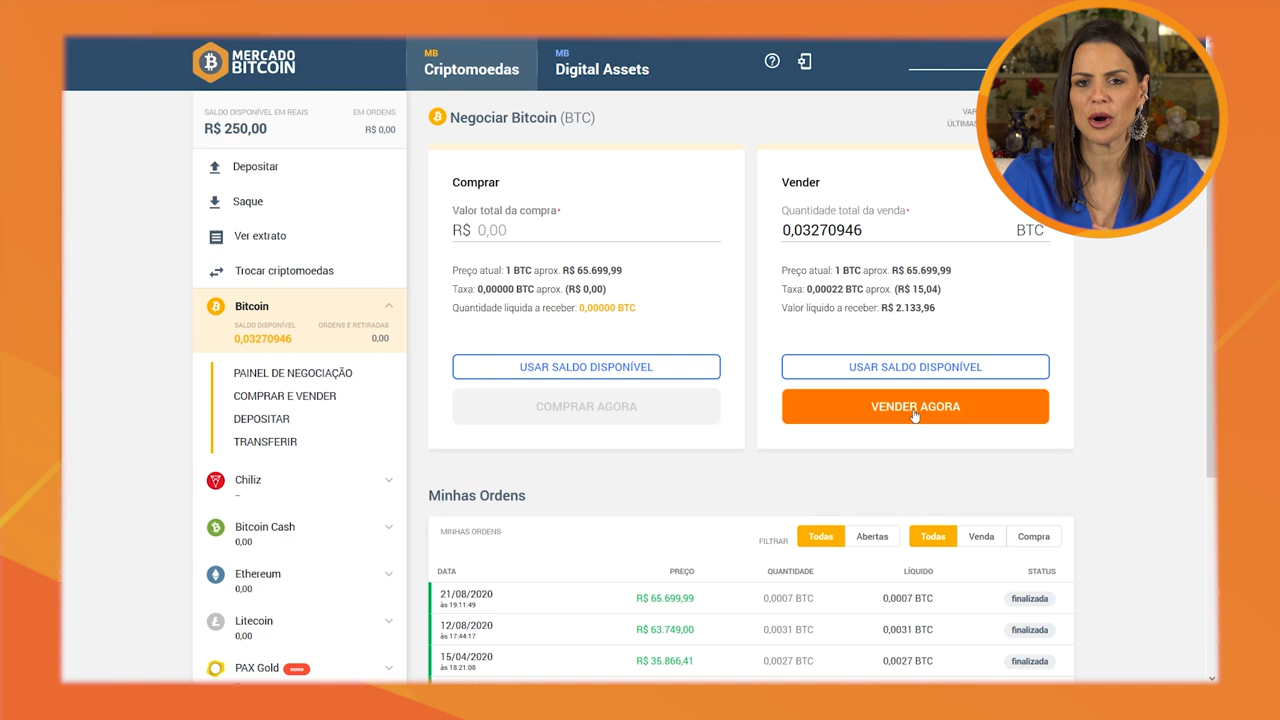 MERCADO
BITCOIN
MB
Criptomoedas
MB
Digital Assets
SALDO DISPONÍVEL EM REAIS
EM ORDENS
R$ 250,00
R$ 0,00
Depositar
Saque
Ver extrato
Trocar criptomoedas
Bitcoin
SALDO DISPONÍVEL
ORDENS E RETIRADAS
0,03270946
0,00
PAINEL DE NEGOCIAÇÃO
COMPRAR E VENDER
DEPOSITAR
TRANSFERIR
Chiliz
--
Bitcoin Cash
0,00
Ethereum
0,00
Litecoin
0,00
PAX Gold novo
Negociar Bitcoin (BTC)
ÚLTIMAS
Comprar
Valor total da compra*
R$ 0,00
Preço atual: 1 BTC aprox. R$ 65.699,99
Taxa: 0,00000 BTC aprox. (R$ 0,00)
Quantidade líquida a receber: 0,00000 BTC
USAR SALDO DISPONÍVEL
COMPRAR AGORA
Vender
Quantidade total da venda*
0,03270946 BTC
Preço atual: 1 BTC aprox. R$ 65.699,99
Taxa: 0,00022 BTC aprox. (R$ 15,04)
Valor líquido a receber: R$ 2.133,96
USAR SALDO DISPONÍVEL
VENDER AGORA
Minhas Ordens
MINHAS ORDENS
FILTRAR Todas Abertas Todas Venda Compra
DATA PREÇO QUANTIDADE LÍQUIDO STATUS
21/08/2020 R$ 65.699,99 0,0007 BTC 0,0007 BTC finalizada
às 19:11:49
12/08/2020 R$ 63.749,00 0,0031 BTC 0,0031 BTC finalizada
às 17:44:17
15/04/2020 R$ 35.866,41 0,0027 BTC 0,0027 BTC finalizada
às 18:21:08